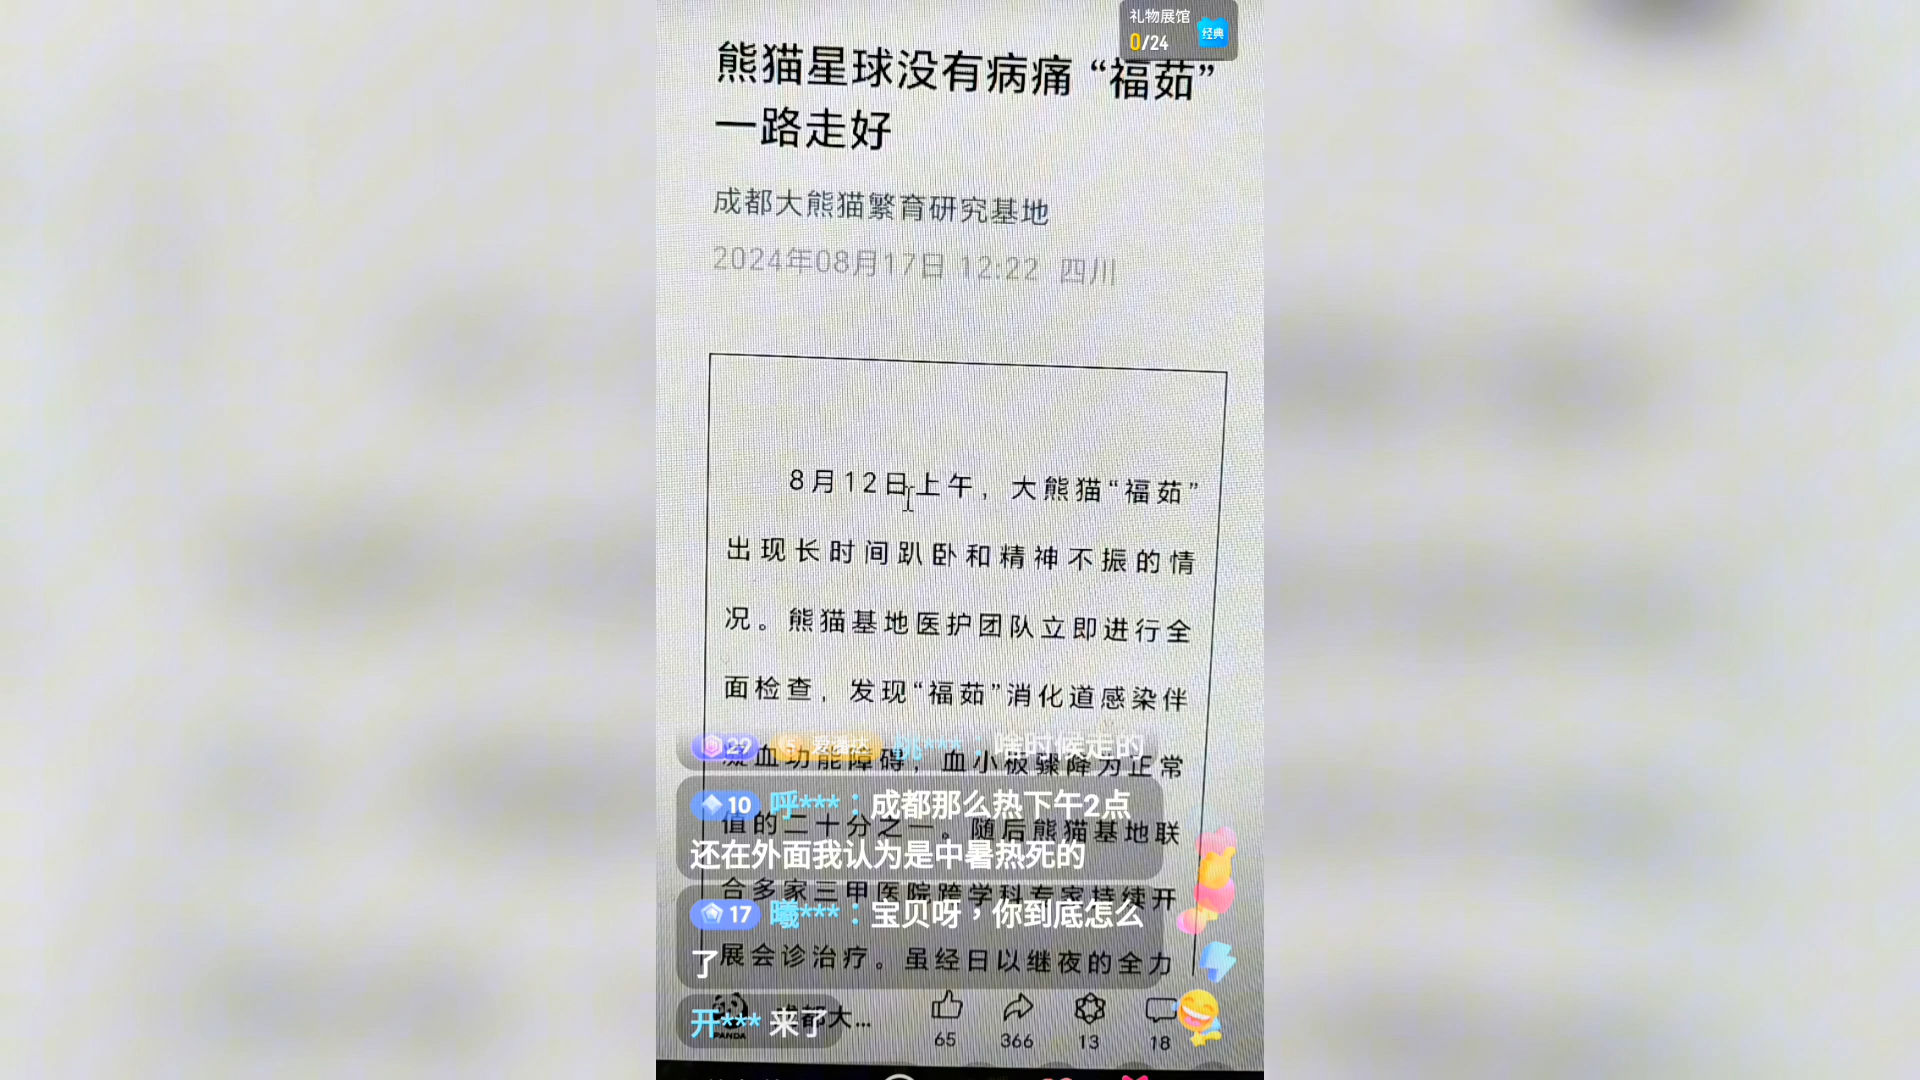 礼物展馆
0/24
经典
熊猫星球没有病痛 “福茹”
一路走好
成都大熊猫繁育研究基地
2024年08月17日 12:22 四川
8月12日上午，大熊猫“福茹”
出现长时间趴卧和精神不振的情
况。熊猫基地医护团队立即进行全
面检查，发现“福茹”消化道感染伴
凝血功能障碍，血小板骤降为正常
29 桃***：啥时候走的
10 呼***：成都那么热下午2点
值的二十分之一。随后熊猫基地联
还在外面我认为是中暑热死的
合多家三甲医院跨学科专家持续开
17 曦***：宝贝呀，你到底怎么
了
展会诊治疗。虽经日以继夜的全力
开*** 来了
成都大...
PANDA
65
366
13
18